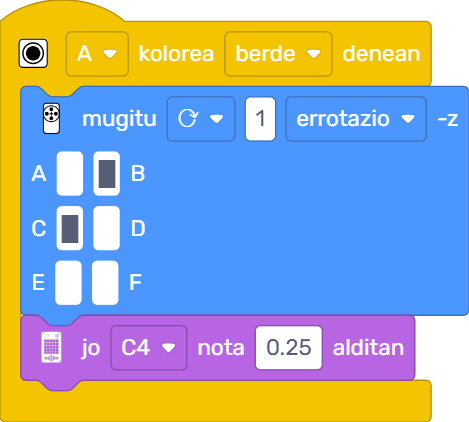 A kolorea berde denean
mugitu 1 errotazio -z
A B
C D
E F
jo C4 nota 0.25 alditan